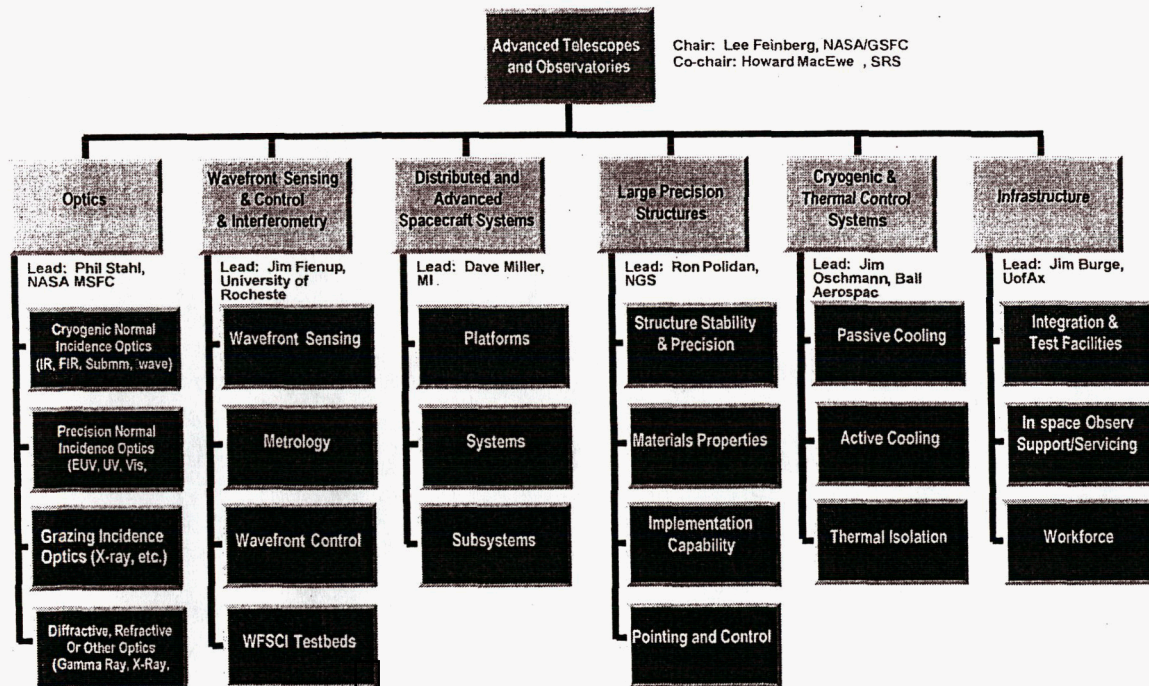 Advanced Telescopes
and Observatories
Chair: Lee Feinberg, NASA/GSFC
Co-chair: Howard MacEwe , SRS
Optics
Lead: Phil Stahl,
NASA MSFC
Cryogenic Normal
Incidence Optics
(IR, FIR, Submm, wave)
Precision Normal
Incidence Optics
(EUV, UV, Vis,
Grazing Incidence
Optics (X-ray, etc.)
Diffractive, Refractive
Or Other Optics
(Gamma Ray, X-Ray,
Wavefront Sensing
& Control
& Interferometry
Lead: Jim Fienup,
University of
Rocheste
Wavefront Sensing
Metrology
Wavefront Control
WFSCI Testbeds
Distributed and
Advanced
Spacecraft Systems
Lead: Dave Miller,
MI
Platforms
Systems
Subsystems
Large Precision
Structures
Lead: Ron Polidan,
NGS
Structure Stability
& Precision
Materials Properties
Implementation
Capability
Pointing and Control
Cryogenic &
Thermal Control
Systems
Lead: Jim
Oschmann, Ball
Aerospac
Passive Cooling
Active Cooling
Thermal Isolation
Infrastructure
Lead: Jim Burge,
UofAx
Integration &
Test Facilities
In space Observ
Support/Servicing
Workforce